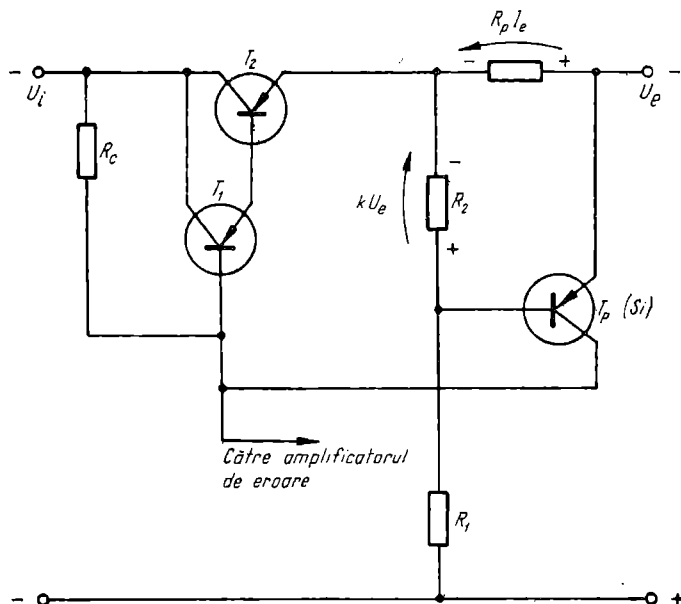 R_p I_e
− +
− −
U_i U_e
T_2
R_c
T_1
−
kU_e R_2
+
T_p (Si)
Către amplificatorul
de eroare
R_1
− +